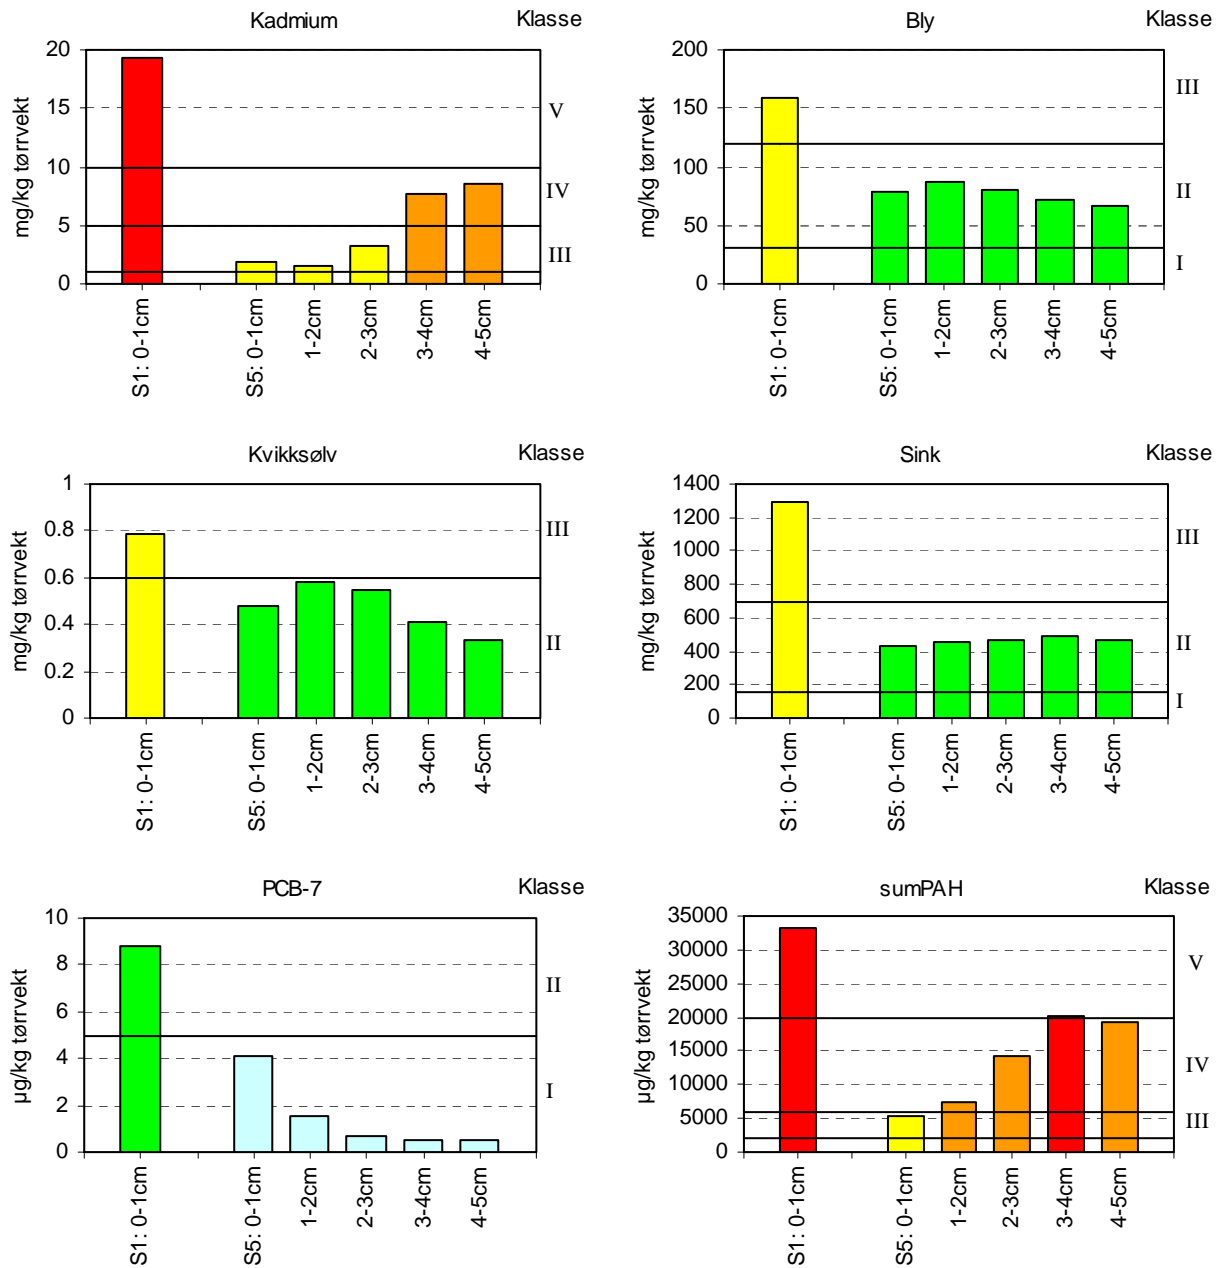 Kadmium
Klasse
mg/kg tørrvekt
20
15
10
5
0
V
IV
III
S1: 0-1cm
S5: 0-1cm
1-2cm
2-3cm
3-4cm
4-5cm
Bly
Klasse
mg/kg tørrvekt
200
150
100
50
0
III
II
I
S1: 0-1cm
S5: 0-1cm
1-2cm
2-3cm
3-4cm
4-5cm
Kvikksølv
Klasse
mg/kg tørrvekt
1
0.8
0.6
0.4
0.2
0
III
II
S1: 0-1cm
S5: 0-1cm
1-2cm
2-3cm
3-4cm
4-5cm
Sink
Klasse
mg/kg tørrvekt
1400
1200
1000
800
600
400
200
0
III
II
I
S1: 0-1cm
S5: 0-1cm
1-2cm
2-3cm
3-4cm
4-5cm
PCB-7
Klasse
µg/kg tørrvekt
10
8
6
4
2
0
II
I
S1: 0-1cm
S5: 0-1cm
1-2cm
2-3cm
3-4cm
4-5cm
sumPAH
Klasse
µg/kg tørrvekt
35000
30000
25000
20000
15000
10000
5000
0
V
IV
III
S1: 0-1cm
S5: 0-1cm
1-2cm
2-3cm
3-4cm
4-5cm